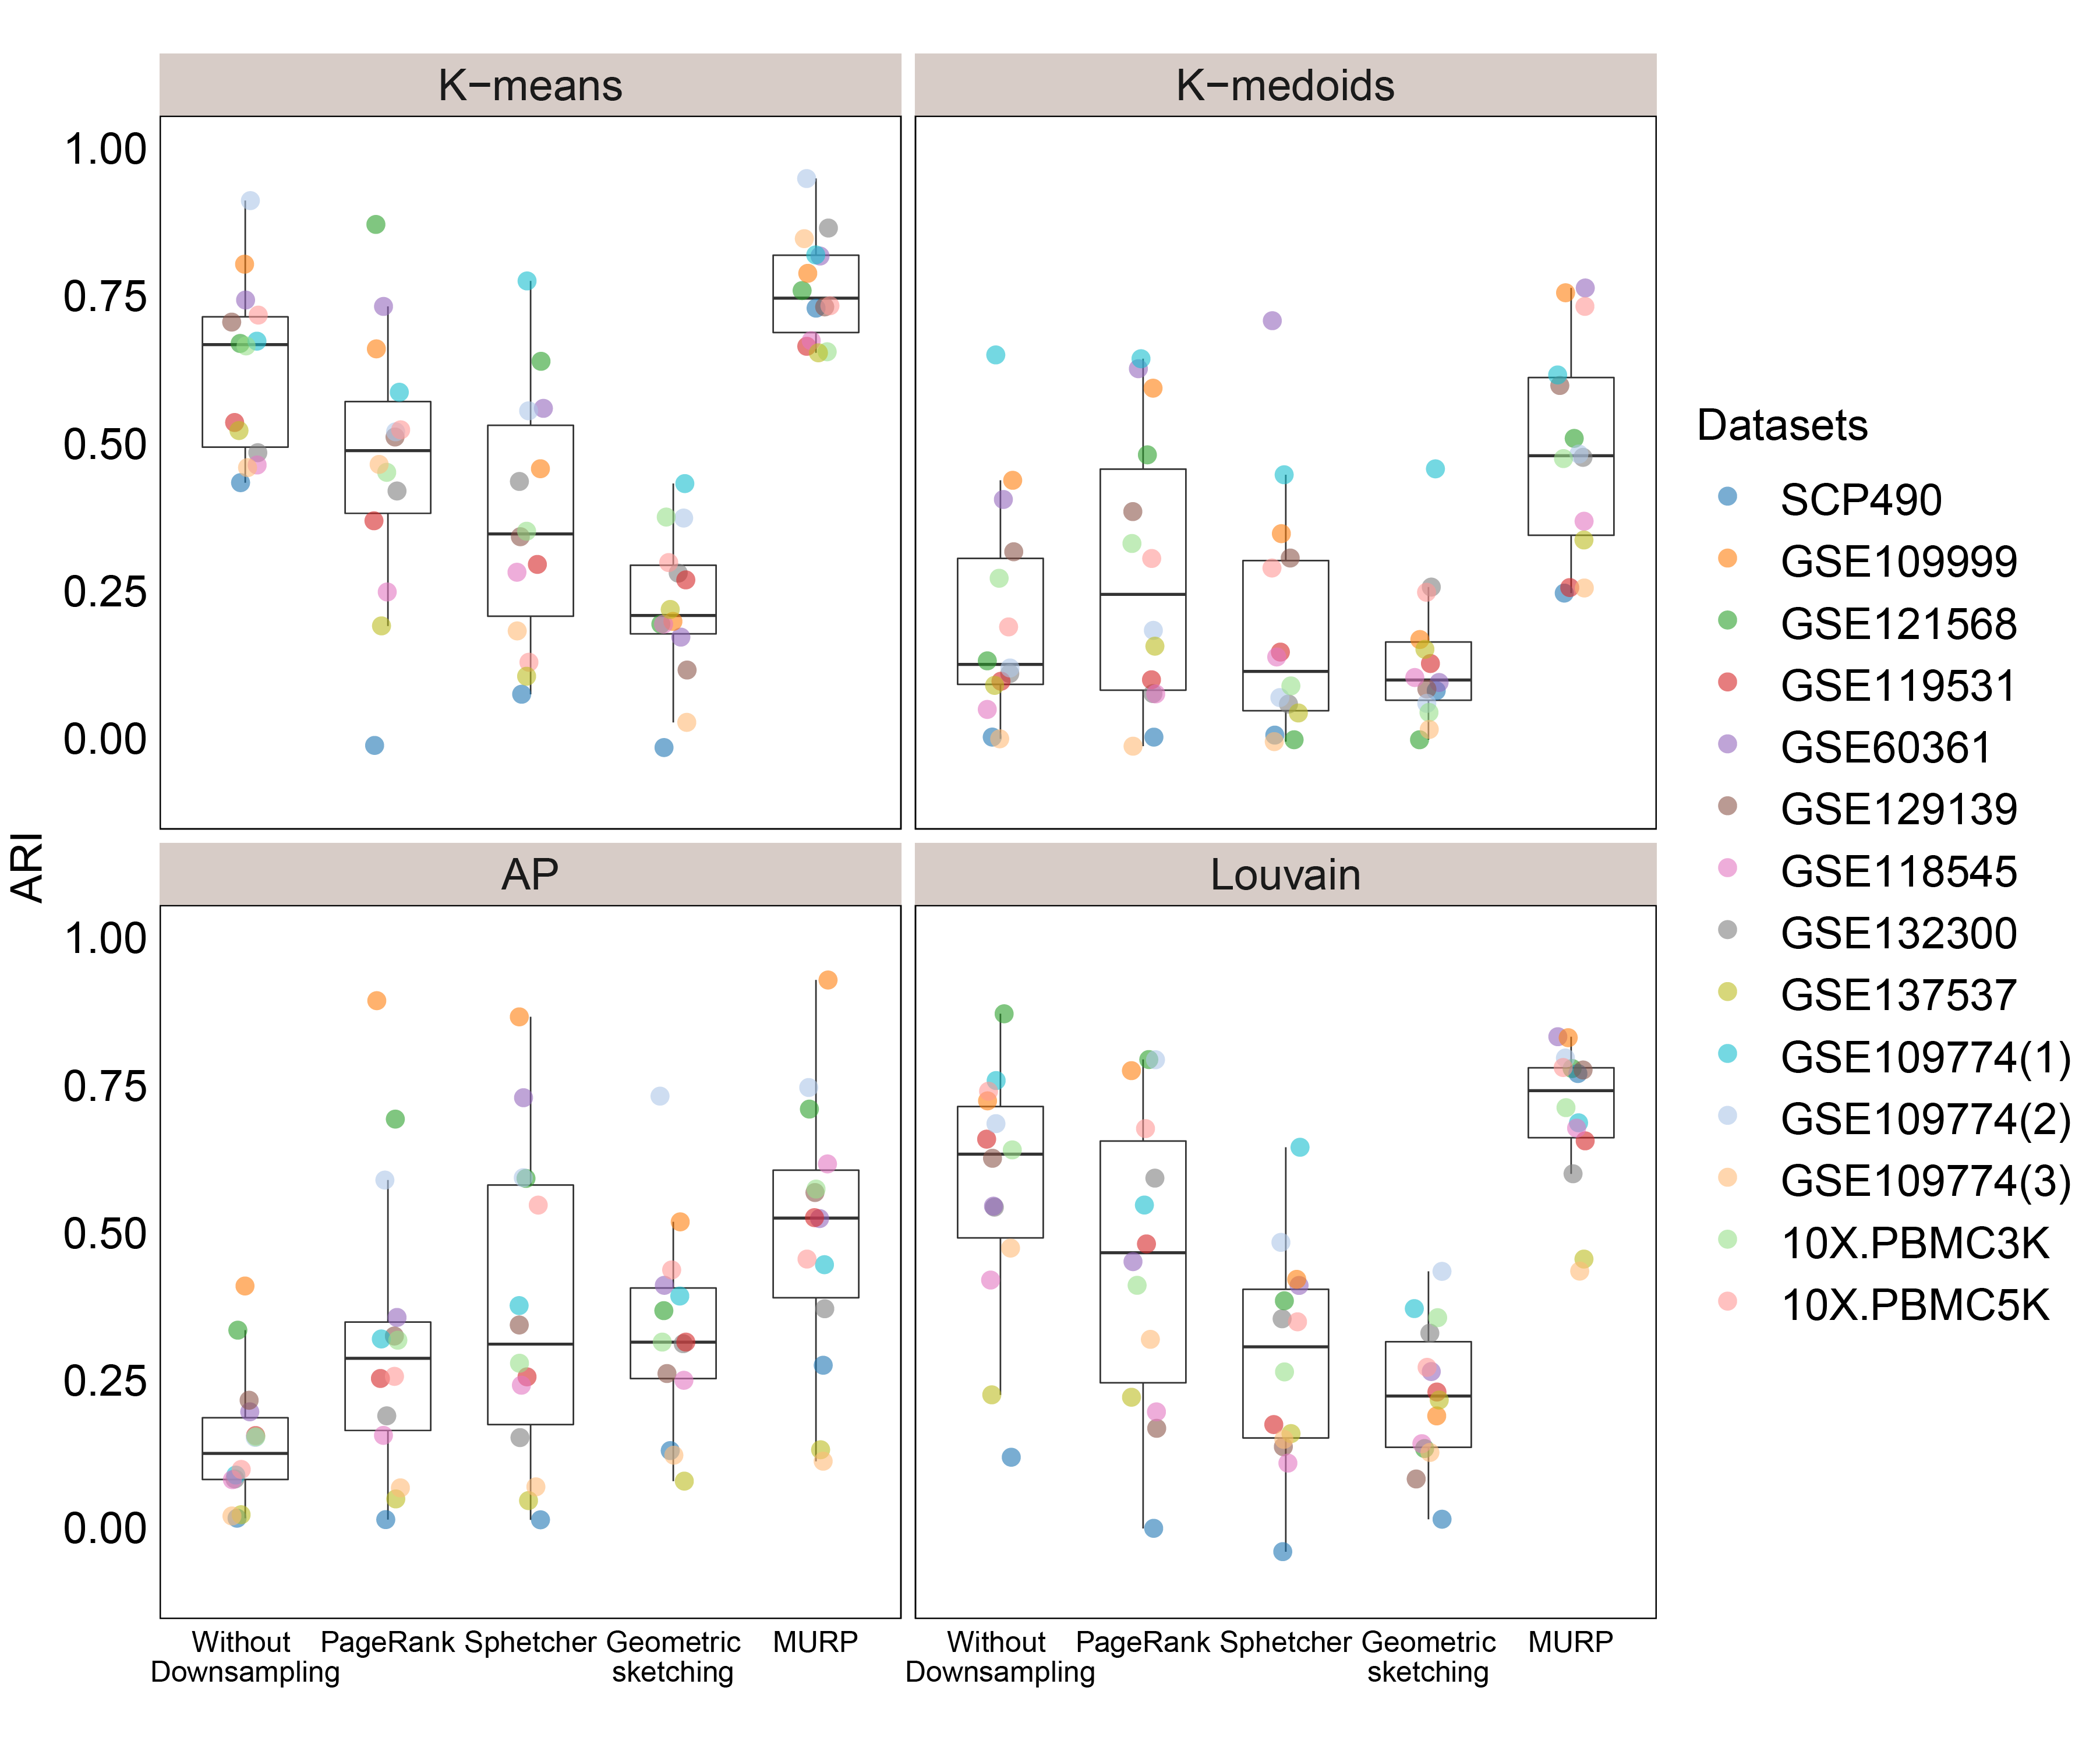 K−means
K−medoids
1.00
0.75
0.50
0.25
0.00
ARI
AP
Louvain
1.00
0.75
0.50
0.25
0.00
Without
Downsampling
PageRank
Sphetcher
Geometric
sketching
MURP
Without
Downsampling
PageRank
Sphetcher
Geometric
sketching
MURP
Datasets
SCP490
GSE109999
GSE121568
GSE119531
GSE60361
GSE129139
GSE118545
GSE132300
GSE137537
GSE109774(1)
GSE109774(2)
GSE109774(3)
10X.PBMC3K
10X.PBMC5K